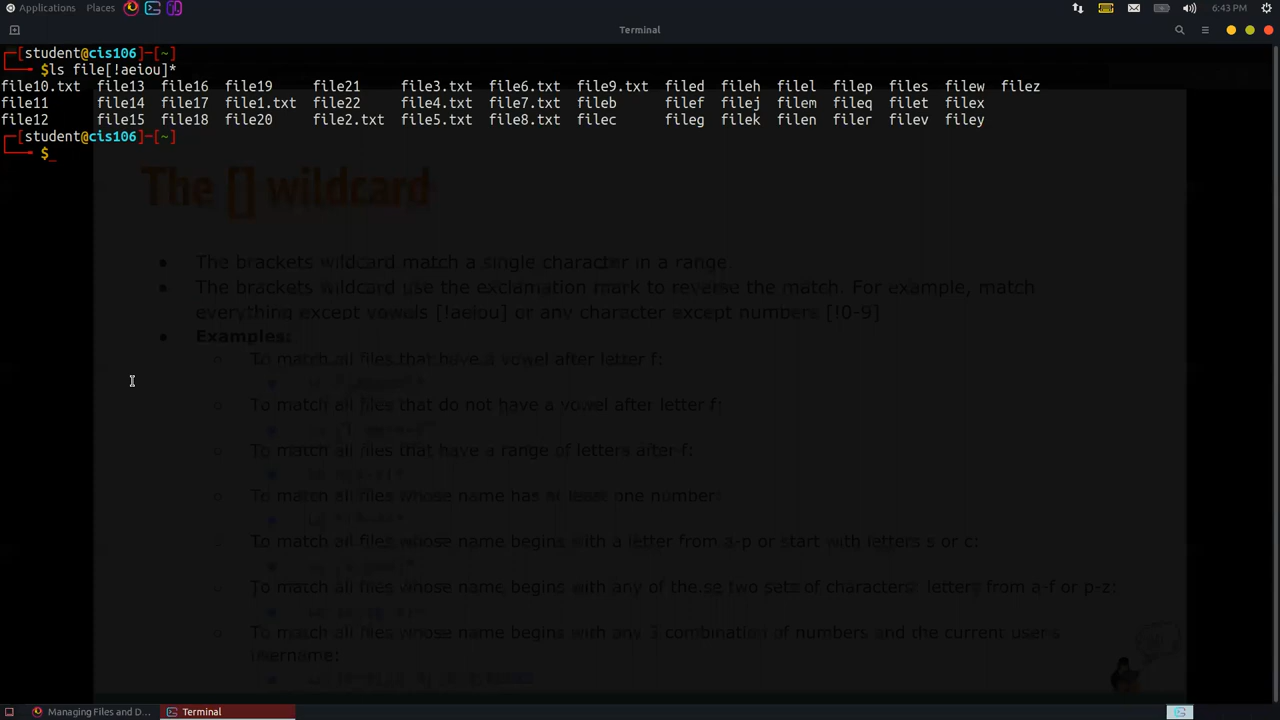 Applications Places 6:43 PM
Terminal
┌─[student@cis106]─[~]
└──╼ $ls file[!aeiou]*
file10.txt file13 file16 file19 file21 file3.txt file6.txt file9.txt filed fileh filel filep files filew filez
file11 file14 file17 file1.txt file22 file4.txt file7.txt fileb filef filej filem fileq filet filex
file12 file15 file18 file20 file2.txt file5.txt file8.txt filec fileg filek filen filer filev filey
┌─[student@cis106]─[~]
└──╼ $_
The [] wildcard
The brackets wildcard match a single character in a range
The brackets wildcard use the exclamation mark to reverse the match. For example, match
everything except vowels [!aeiou] or any character except numbers [!0-9]
Examples:
To match all files that have a vowel after letter f:
To match all files that do not have a vowel after letter f:
To match all files that have a range of letters after f:
To match all files whose name has at least one number:
To match all files whose name begins with a letter from a-p or start with letters s or c:
To match all files whose name begins with any of the.se two sets of characters: letters from a-f or p-z:
To match all files whose name begins with any 3 combination of numbers and the current user's
username:
Managing Files and D... Terminal